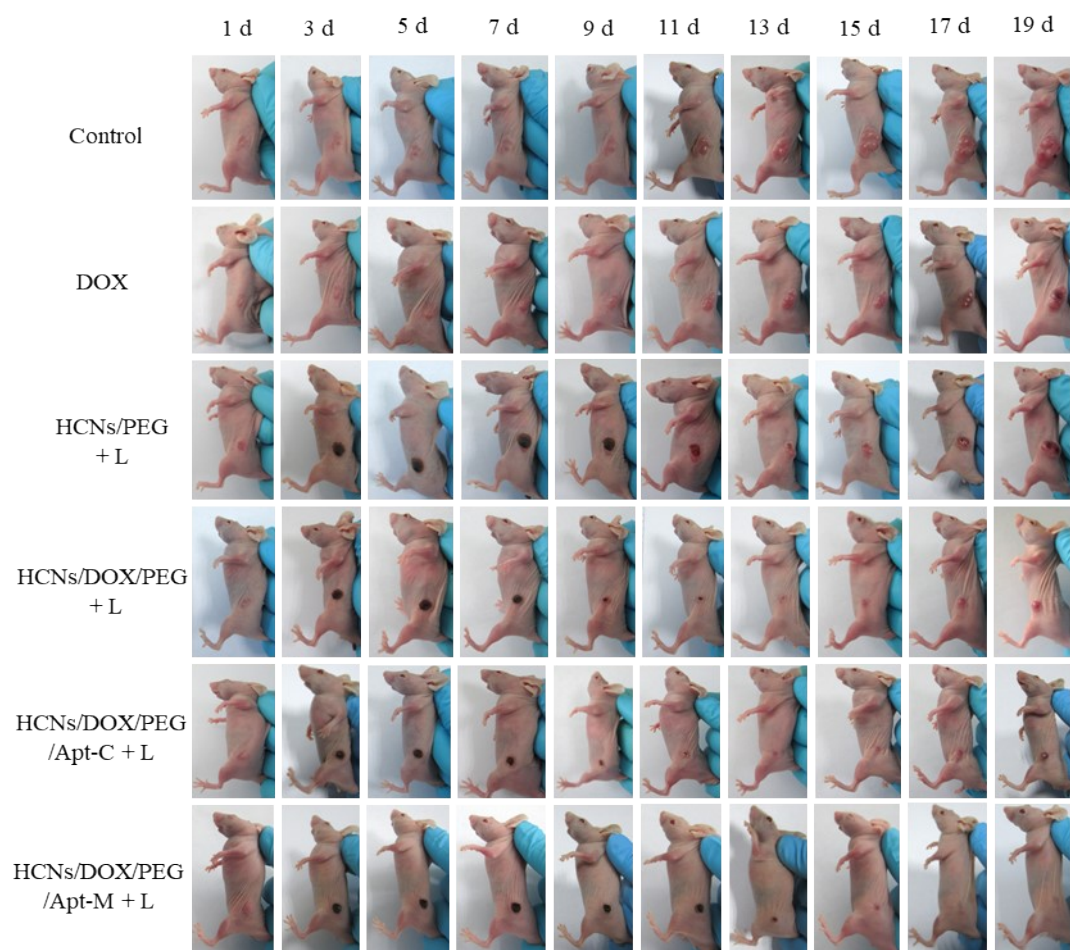 1 d 3 d 5 d 7 d 9 d 11 d 13 d 15 d 17 d 19 d
Control
DOX
HCNs/PEG
+ L
HCNs/DOX/PEG
+ L
HCNs/DOX/PEG
/Apt-C + L
HCNs/DOX/PEG
/Apt-M + L